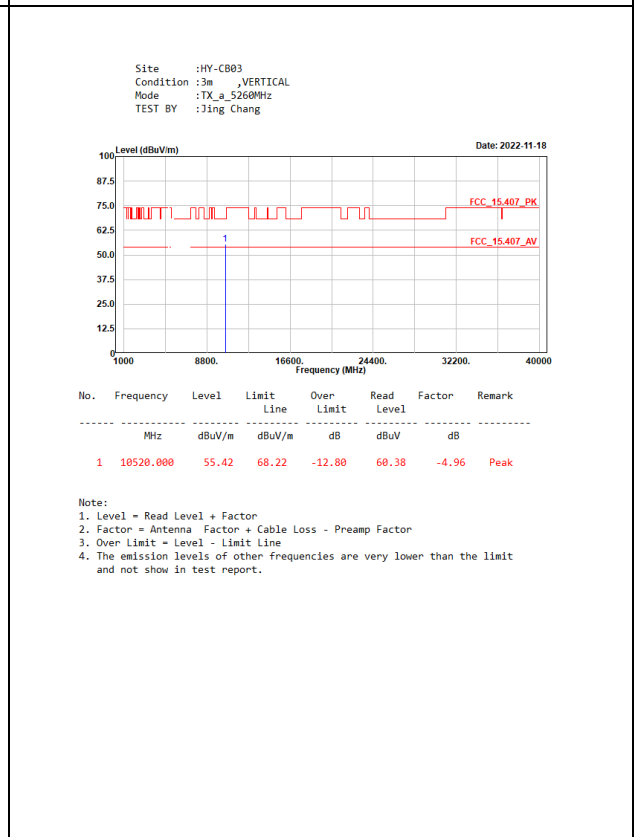 Site :HY-CB03
Condition :3m ,VERTICAL
Mode :TX_a_5260MHz
TEST BY :Jing Chang
Level (dBuV/m) Date: 2022-11-18
100
87.5
75.0 FCC_15.407_PK
62.5
1 FCC_15.407_AV
50.0
37.5
25.0
12.5
0
1000 8800. 16600. 24400. 32200. 40000
Frequency (MHz)
No. Frequency Level Limit Over Read Factor Remark
Line Limit Level
------ ----------- -------- --------- -------- -------- -------- ---------
MHz dBuV/m dBuV/m dB dBuV dB
1 10520.000 55.42 68.22 -12.80 60.38 -4.96 Peak
Note:
1. Level = Read Level + Factor
2. Factor = Antenna Factor + Cable Loss - Preamp Factor
3. Over Limit = Level - Limit Line
4. The emission levels of other frequencies are very lower than the limit
and not show in test report.